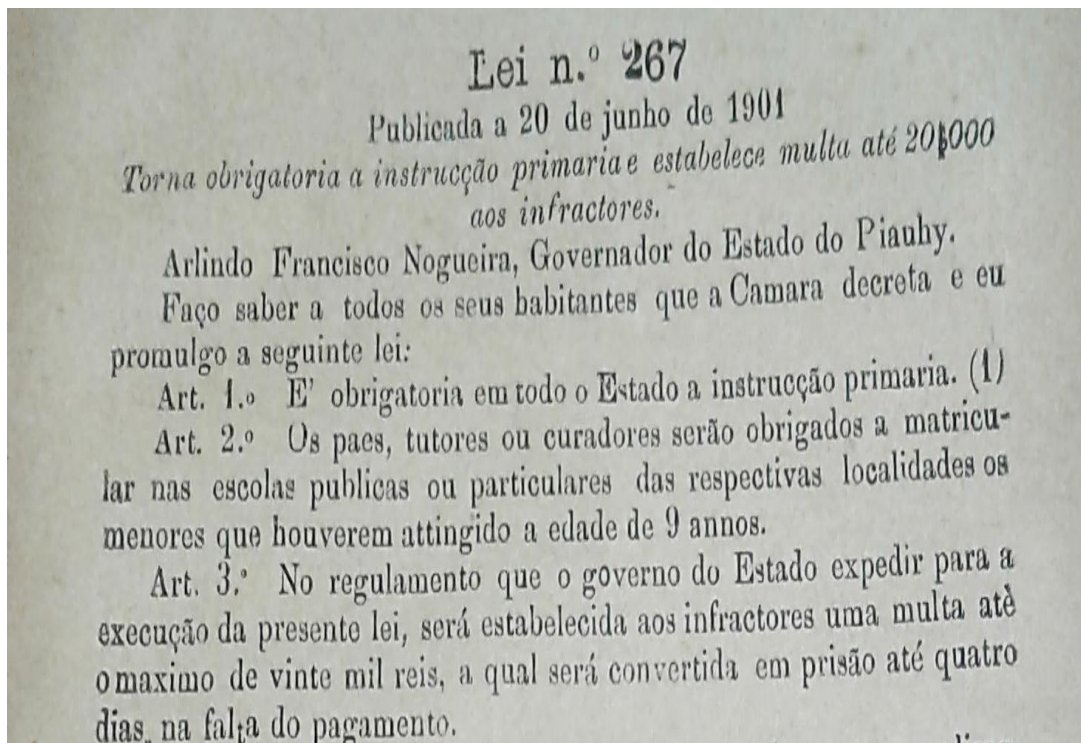 Lei n.º 267
Publicada a 20 de junho de 1901
Torna obrigatoria a instrucção primaria e estabelece multa até 20$000
aos infractores.
Arlindo Francisco Nogueira, Governador do Estado do Piauhy.
Faço saber a todos os seus habitantes que a Camara decreta e eu
promulgo a seguinte lei:
Art. 1.º E' obrigatoria em todo o Estado a instrucção primaria. (1)
Art. 2.º Os paes, tutores ou curadores serão obrigados a matricu-
lar nas escolas publicas ou particulares das respectivas localidades os
menores que houverem attingido a edade de 9 annos.
Art. 3.º No regulamento que o governo do Estado expedir para a
execução da presente lei, será estabelecida aos infractores uma multa atè
o maximo de vinte mil reis, a qual será convertida em prisão até quatro
dias, na falta do pagamento.